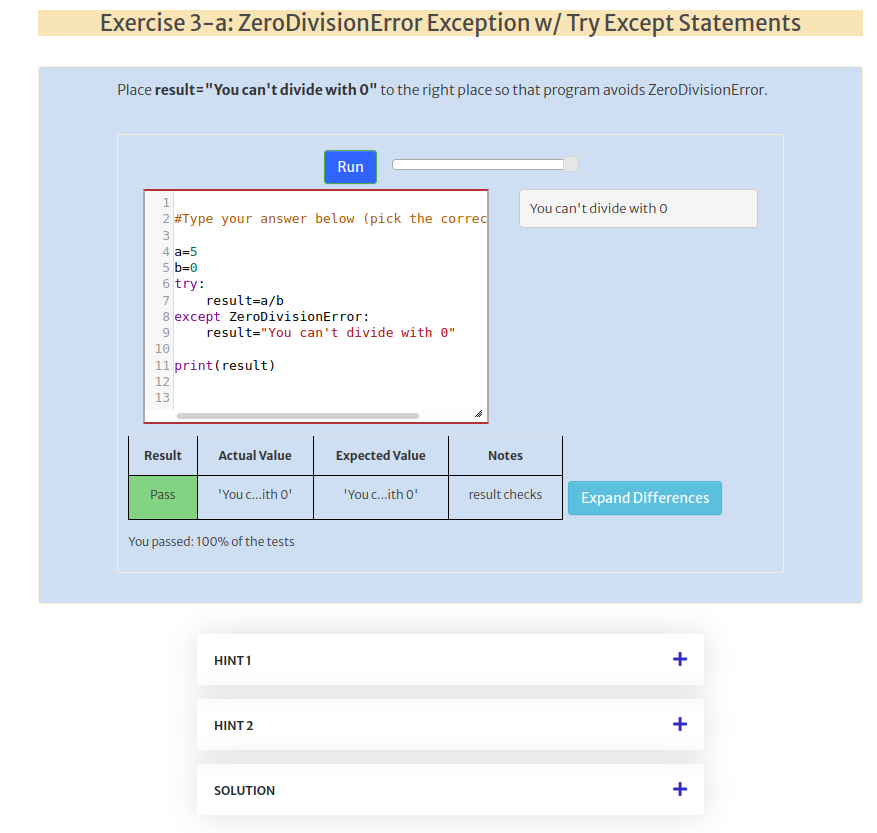 Exercise 3-a: ZeroDivisionError Exception w/ Try Except Statements
Place result="You can't divide with 0" to the right place so that program avoids ZeroDivisionError.
Run
1
2 #Type your answer below (pick the correc
3
4 a=5
5 b=0
6 try:
7     result=a/b
8 except ZeroDivisionError:
9     result="You can't divide with 0"
10
11 print(result)
12
13
You can't divide with 0
Result Actual Value Expected Value Notes
Pass 'You c...ith 0' 'You c...ith 0' result checks
Expand Differences
You passed: 100% of the tests
HINT 1 +
HINT 2 +
SOLUTION +